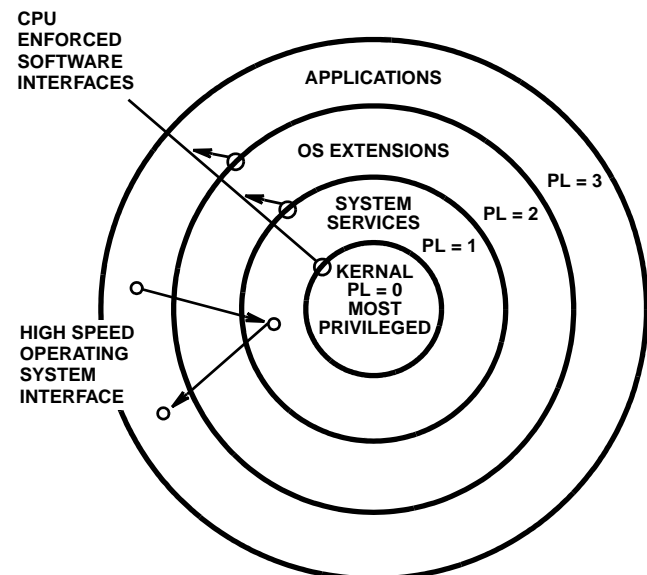 CPU
ENFORCED
SOFTWARE
INTERFACES
APPLICATIONS
OS EXTENSIONS
PL = 3
SYSTEM
SERVICES
PL = 2
PL = 1
KERNAL
PL = 0
MOST
PRIVILEGED
HIGH SPEED
OPERATING
SYSTEM
INTERFACE